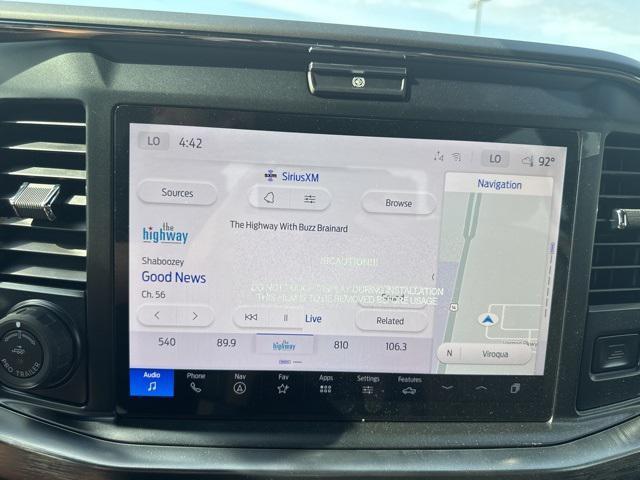 LO 4:42 LO 92°
SiriusXM
Navigation
Sources
Browse
the highway
The Highway With Buzz Brainard
Shaboozey
Good News
Ch. 56
!!!CAUTION!!!
DO NOT TOUCH DISPLAY DURING INSTALLATION
THIS FILM IS TO BE REMOVED BEFORE USAGE
Live
Related
N Viroqua
540 89.9 the highway 810 106.3
Audio Phone Nav Fav Apps Settings Features
PRO TRAILER